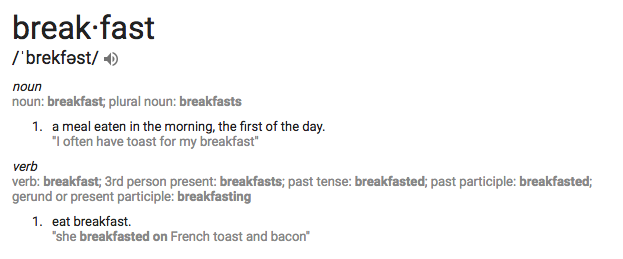 break·fast
/ˈbrekfəst/
noun
noun: breakfast; plural noun: breakfasts
1. a meal eaten in the morning, the first of the day.
"I often have toast for my breakfast"
verb
verb: breakfast; 3rd person present: breakfasts; past tense: breakfasted; past participle: breakfasted;
gerund or present participle: breakfasting
1. eat breakfast.
"she breakfasted on French toast and bacon"